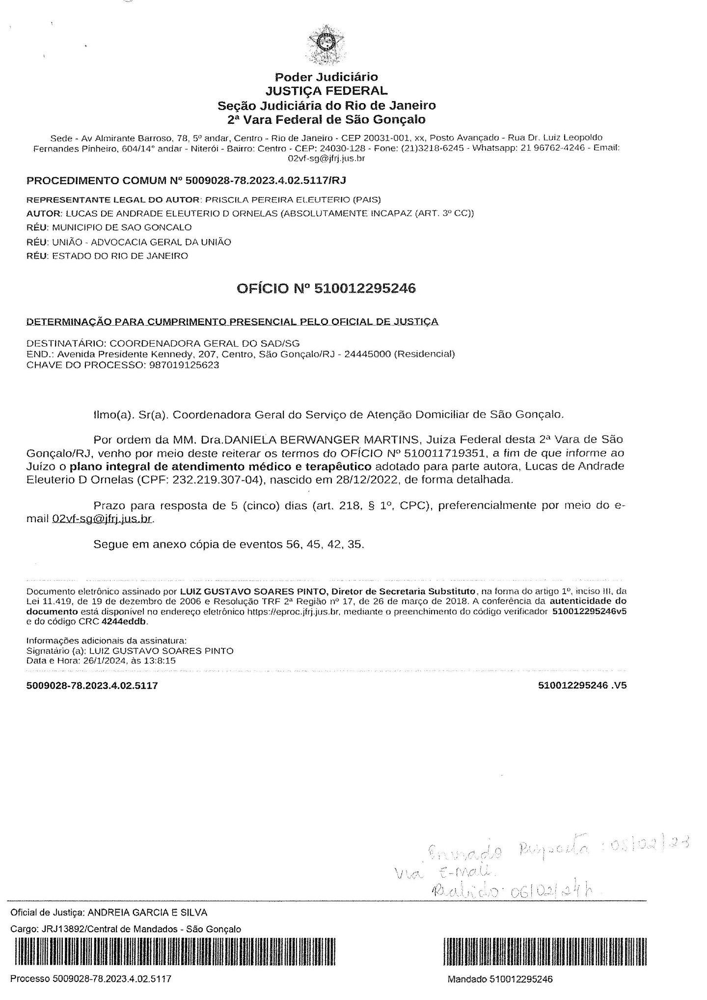 Poder Judiciário
JUSTIÇA FEDERAL
Seção Judiciária do Rio de Janeiro
2ª Vara Federal de São Gonçalo
Sede - Av Almirante Barroso, 78, 5º andar, Centro - Rio de Janeiro - CEP 20031-001, xx, Posto Avançado - Rua Dr. Luiz Leopoldo
Fernandes Pinheiro, 604/14° andar - Niterói - Bairro: Centro - CEP: 24030-128 - Fone: (21)3218-6245 - Whatsapp: 21 96762-4246 - Email:
02vf-sg@jfrj.jus.br
PROCEDIMENTO COMUM Nº 5009028-78.2023.4.02.5117/RJ
REPRESENTANTE LEGAL DO AUTOR: PRISCILA PEREIRA ELEUTERIO (PAIS)
AUTOR: LUCAS DE ANDRADE ELEUTERIO D ORNELAS (ABSOLUTAMENTE INCAPAZ (ART. 3º CC))
RÉU: MUNICIPIO DE SAO GONCALO
RÉU: UNIÃO - ADVOCACIA GERAL DA UNIÃO
RÉU: ESTADO DO RIO DE JANEIRO
OFÍCIO Nº 510012295246
DETERMINAÇÃO PARA CUMPRIMENTO PRESENCIAL PELO OFICIAL DE JUSTIÇA
DESTINATÁRIO: COORDENADORA GERAL DO SAD/SG
END.: Avenida Presidente Kennedy, 207, Centro, São Gonçalo/RJ - 24445000 (Residencial)
CHAVE DO PROCESSO: 987019125623
Ilmo(a). Sr(a). Coordenadora Geral do Serviço de Atenção Domiciliar de São Gonçalo.
Por ordem da MM. Dra.DANIELA BERWANGER MARTINS, Juíza Federal desta 2ª Vara de São
Gonçalo/RJ, venho por meio deste reiterar os termos do OFÍCIO Nº 510011719351, a fim de que informe ao
Juízo o plano integral de atendimento médico e terapêutico adotado para parte autora, Lucas de Andrade
Eleuterio D Ornelas (CPF: 232.219.307-04), nascido em 28/12/2022, de forma detalhada.
Prazo para resposta de 5 (cinco) dias (art. 218, § 1º, CPC), preferencialmente por meio do e-
mail 02vf-sg@jfrj.jus.br.
Segue em anexo cópia de eventos 56, 45, 42, 35.
Documento eletrônico assinado por LUIZ GUSTAVO SOARES PINTO, Diretor de Secretaria Substituto, na forma do artigo 1º, inciso III, da
Lei 11.419, de 19 de dezembro de 2006 e Resolução TRF 2ª Região nº 17, de 26 de março de 2018. A conferência da autenticidade do
documento está disponível no endereço eletrônico https://eproc.jfrj.jus.br, mediante o preenchimento do código verificador 510012295246v5
e do código CRC 4244eddb.
Informações adicionais da assinatura:
Signatário (a): LUIZ GUSTAVO SOARES PINTO
Data e Hora: 26/1/2024, às 13:8:15
5009028-78.2023.4.02.5117 510012295246 .V5
Enviado Resposta : 05/02/23
Via E-Mail.
Recebido: 06/02/24
Oficial de Justiça: ANDREIA GARCIA E SILVA
Cargo: JRJ13892/Central de Mandados - São Gonçalo
Processo 5009028-78.2023.4.02.5117 Mandado 510012295246